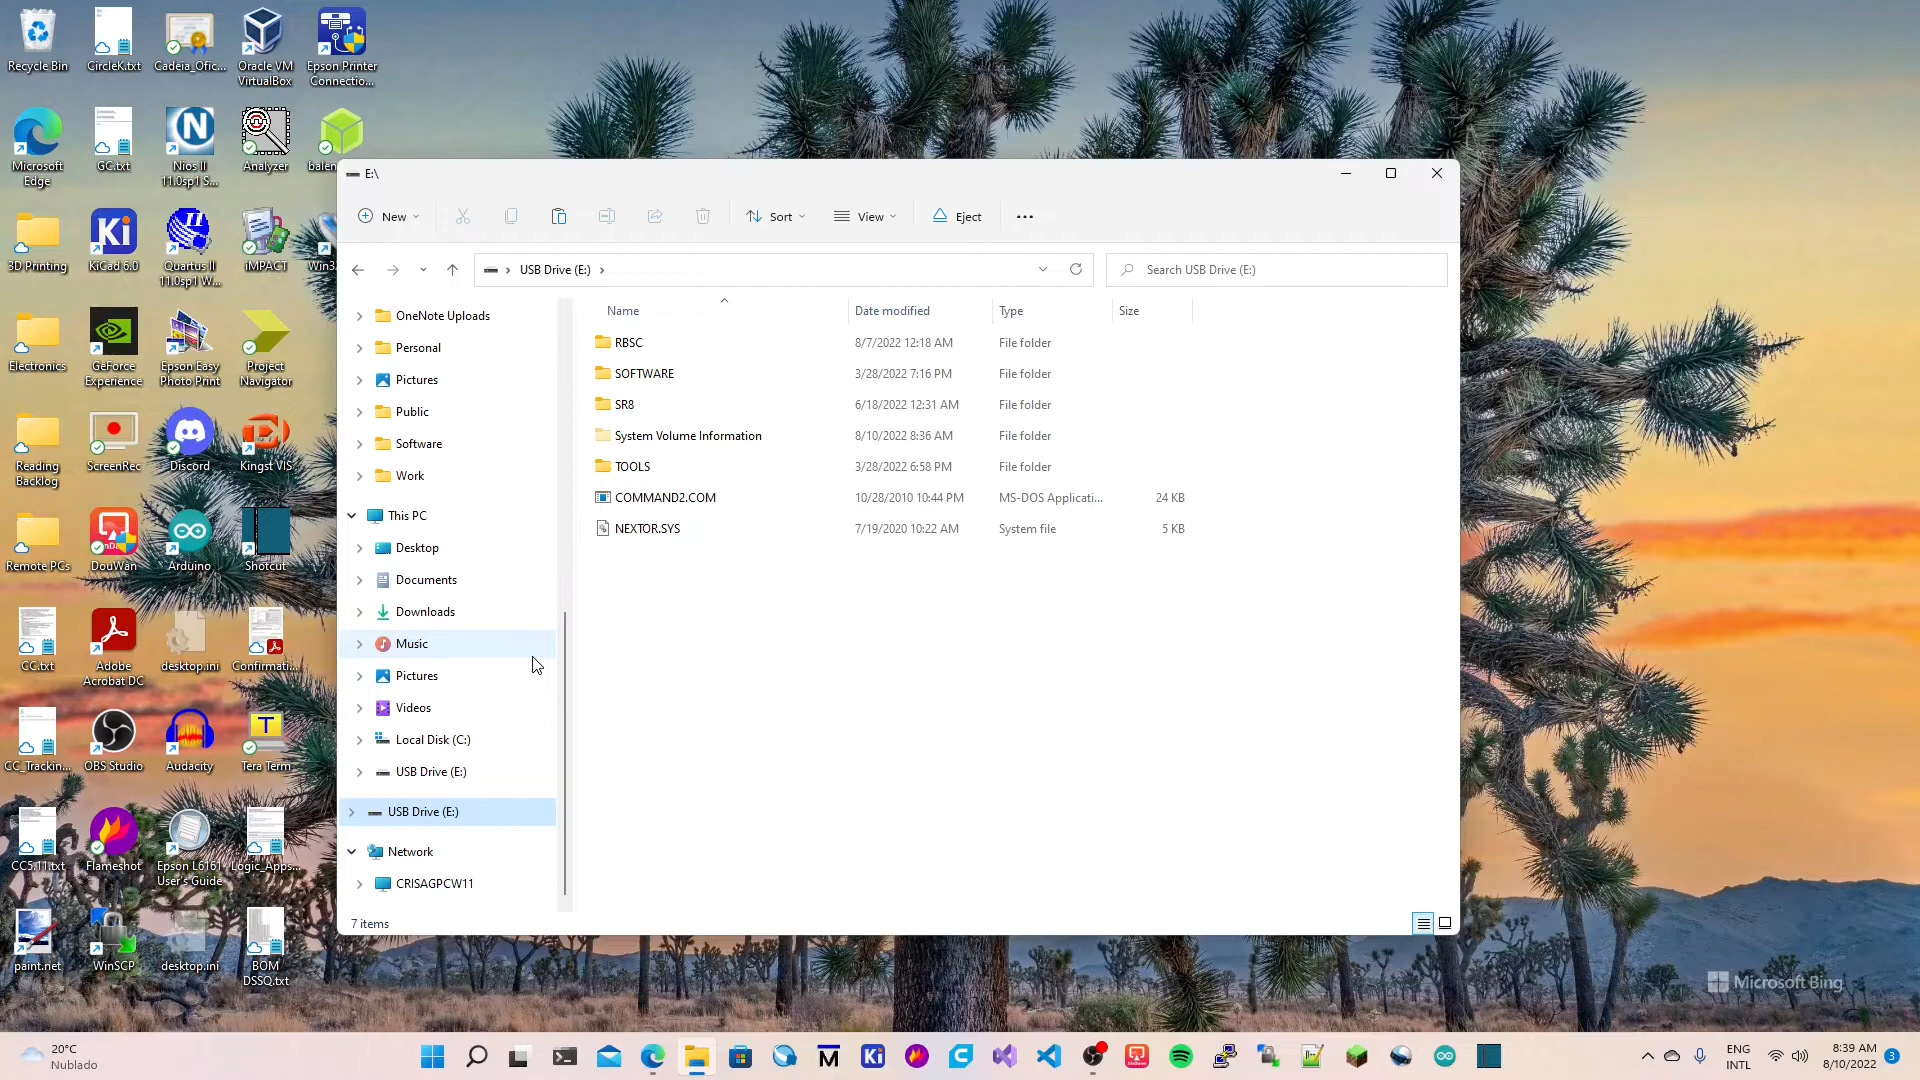 Recycle Bin
CircleK.txt
Cadeia_Ofic...
Oracle VM
VirtualBox
Epson Printer
Connectio...
Microsoft
Edge
GC.txt
Nios II
11.0sp1 S...
Analyzer
balen
3D Printing
KiCad 6.0
Quartus II
11.0sp1 W...
iMPACT
Win3
Electronics
GeForce
Experience
Epson Easy
Photo Print
Project
Navigator
Reading
Backlog
ScreenRec
Discord
Kingst VIS
Remote PCs
DouWan
Arduino
Shotcut
CC.txt
Adobe
Acrobat DC
desktop.ini
Confirmati...
CC_Trackin...
OBS Studio
Audacity
Tera Term
CC5.11.txt
Flameshot
Epson L6161
User's Guide
Logic_Apps...
paint.net
WinSCP
desktop.ini
BOM
DSSQ.txt
E:\
New
Sort
View
Eject
USB Drive (E:)
Search USB Drive (E:)
OneNote Uploads
Personal
Pictures
Public
Software
Work
This PC
Desktop
Documents
Downloads
Music
Pictures
Videos
Local Disk (C:)
USB Drive (E:)
USB Drive (E:)
Network
CRISAGPCW11
Name Date modified Type Size
RBSC 8/7/2022 12:18 AM File folder
SOFTWARE 3/28/2022 7:16 PM File folder
SR8 6/18/2022 12:31 AM File folder
System Volume Information 8/10/2022 8:36 AM File folder
TOOLS 3/28/2022 6:58 PM File folder
COMMAND2.COM 10/28/2010 10:44 PM MS-DOS Applicati... 24 KB
NEXTOR.SYS 7/19/2020 10:22 AM System file 5 KB
7 items
Microsoft Bing
20°C
Nublado
ENG
INTL
8:39 AM
8/10/2022
3